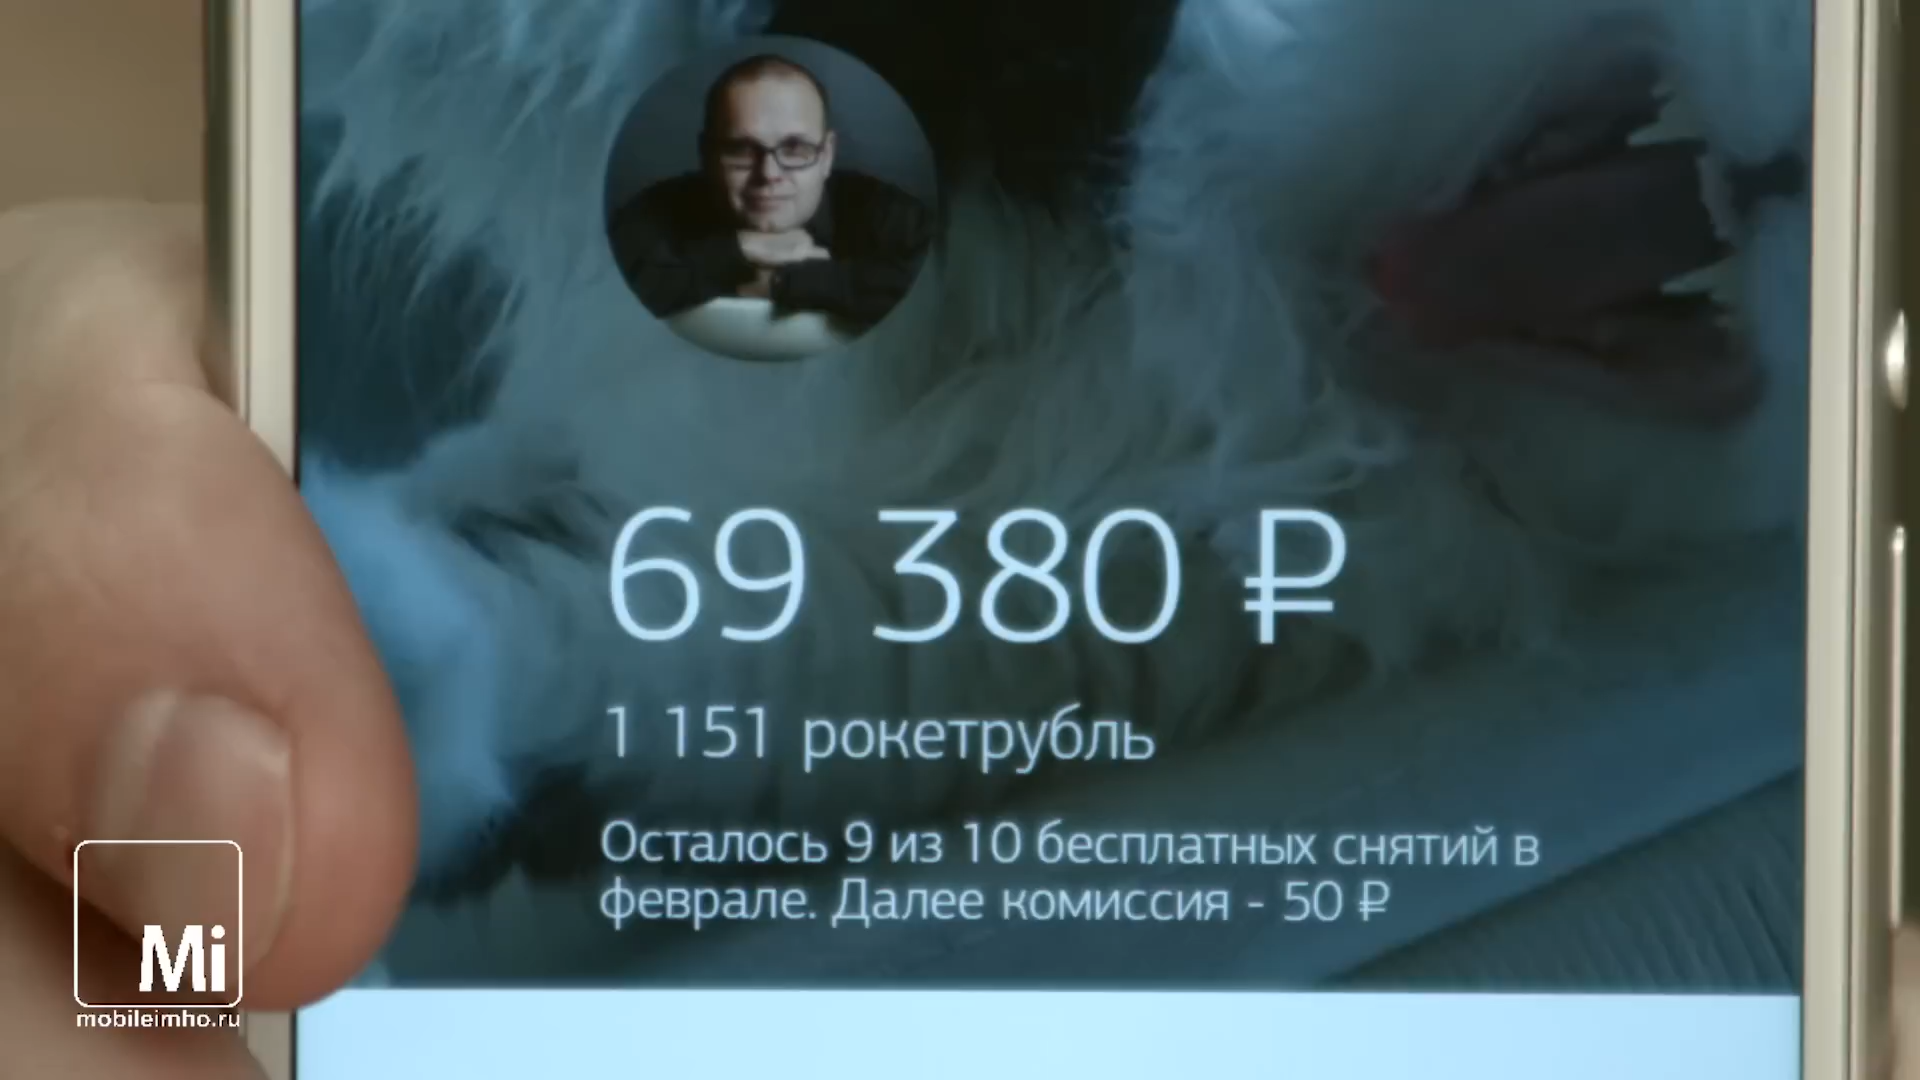 69 380 ₽
1 151 рокетрубль
Осталось 9 из 10 бесплатных снятий в
феврале. Далее комиссия - 50 ₽
Mi
mobileimho.ru